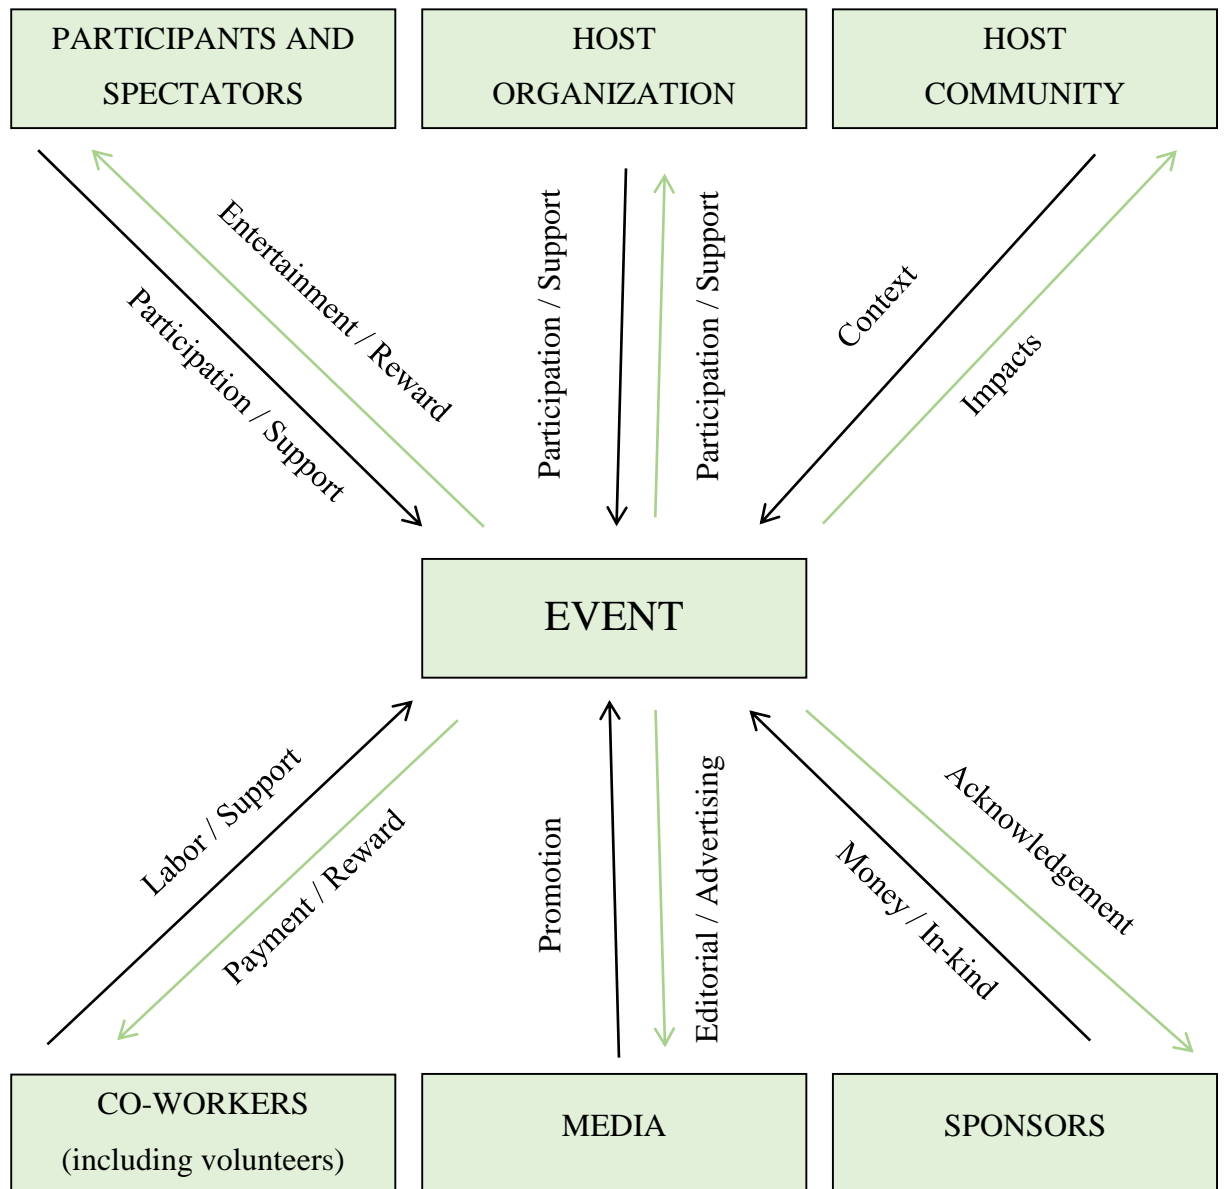 PARTICIPANTS AND
SPECTATORS
HOST
ORGANIZATION
HOST
COMMUNITY
Entertainment / Reward
Participation / Support
Participation / Support
Participation / Support
Context
Impacts
EVENT
Labor / Support
Payment / Reward
Promotion
Editorial / Advertising
Acknowledgement
Money / In-kind
CO-WORKERS
(including volunteers)
MEDIA
SPONSORS